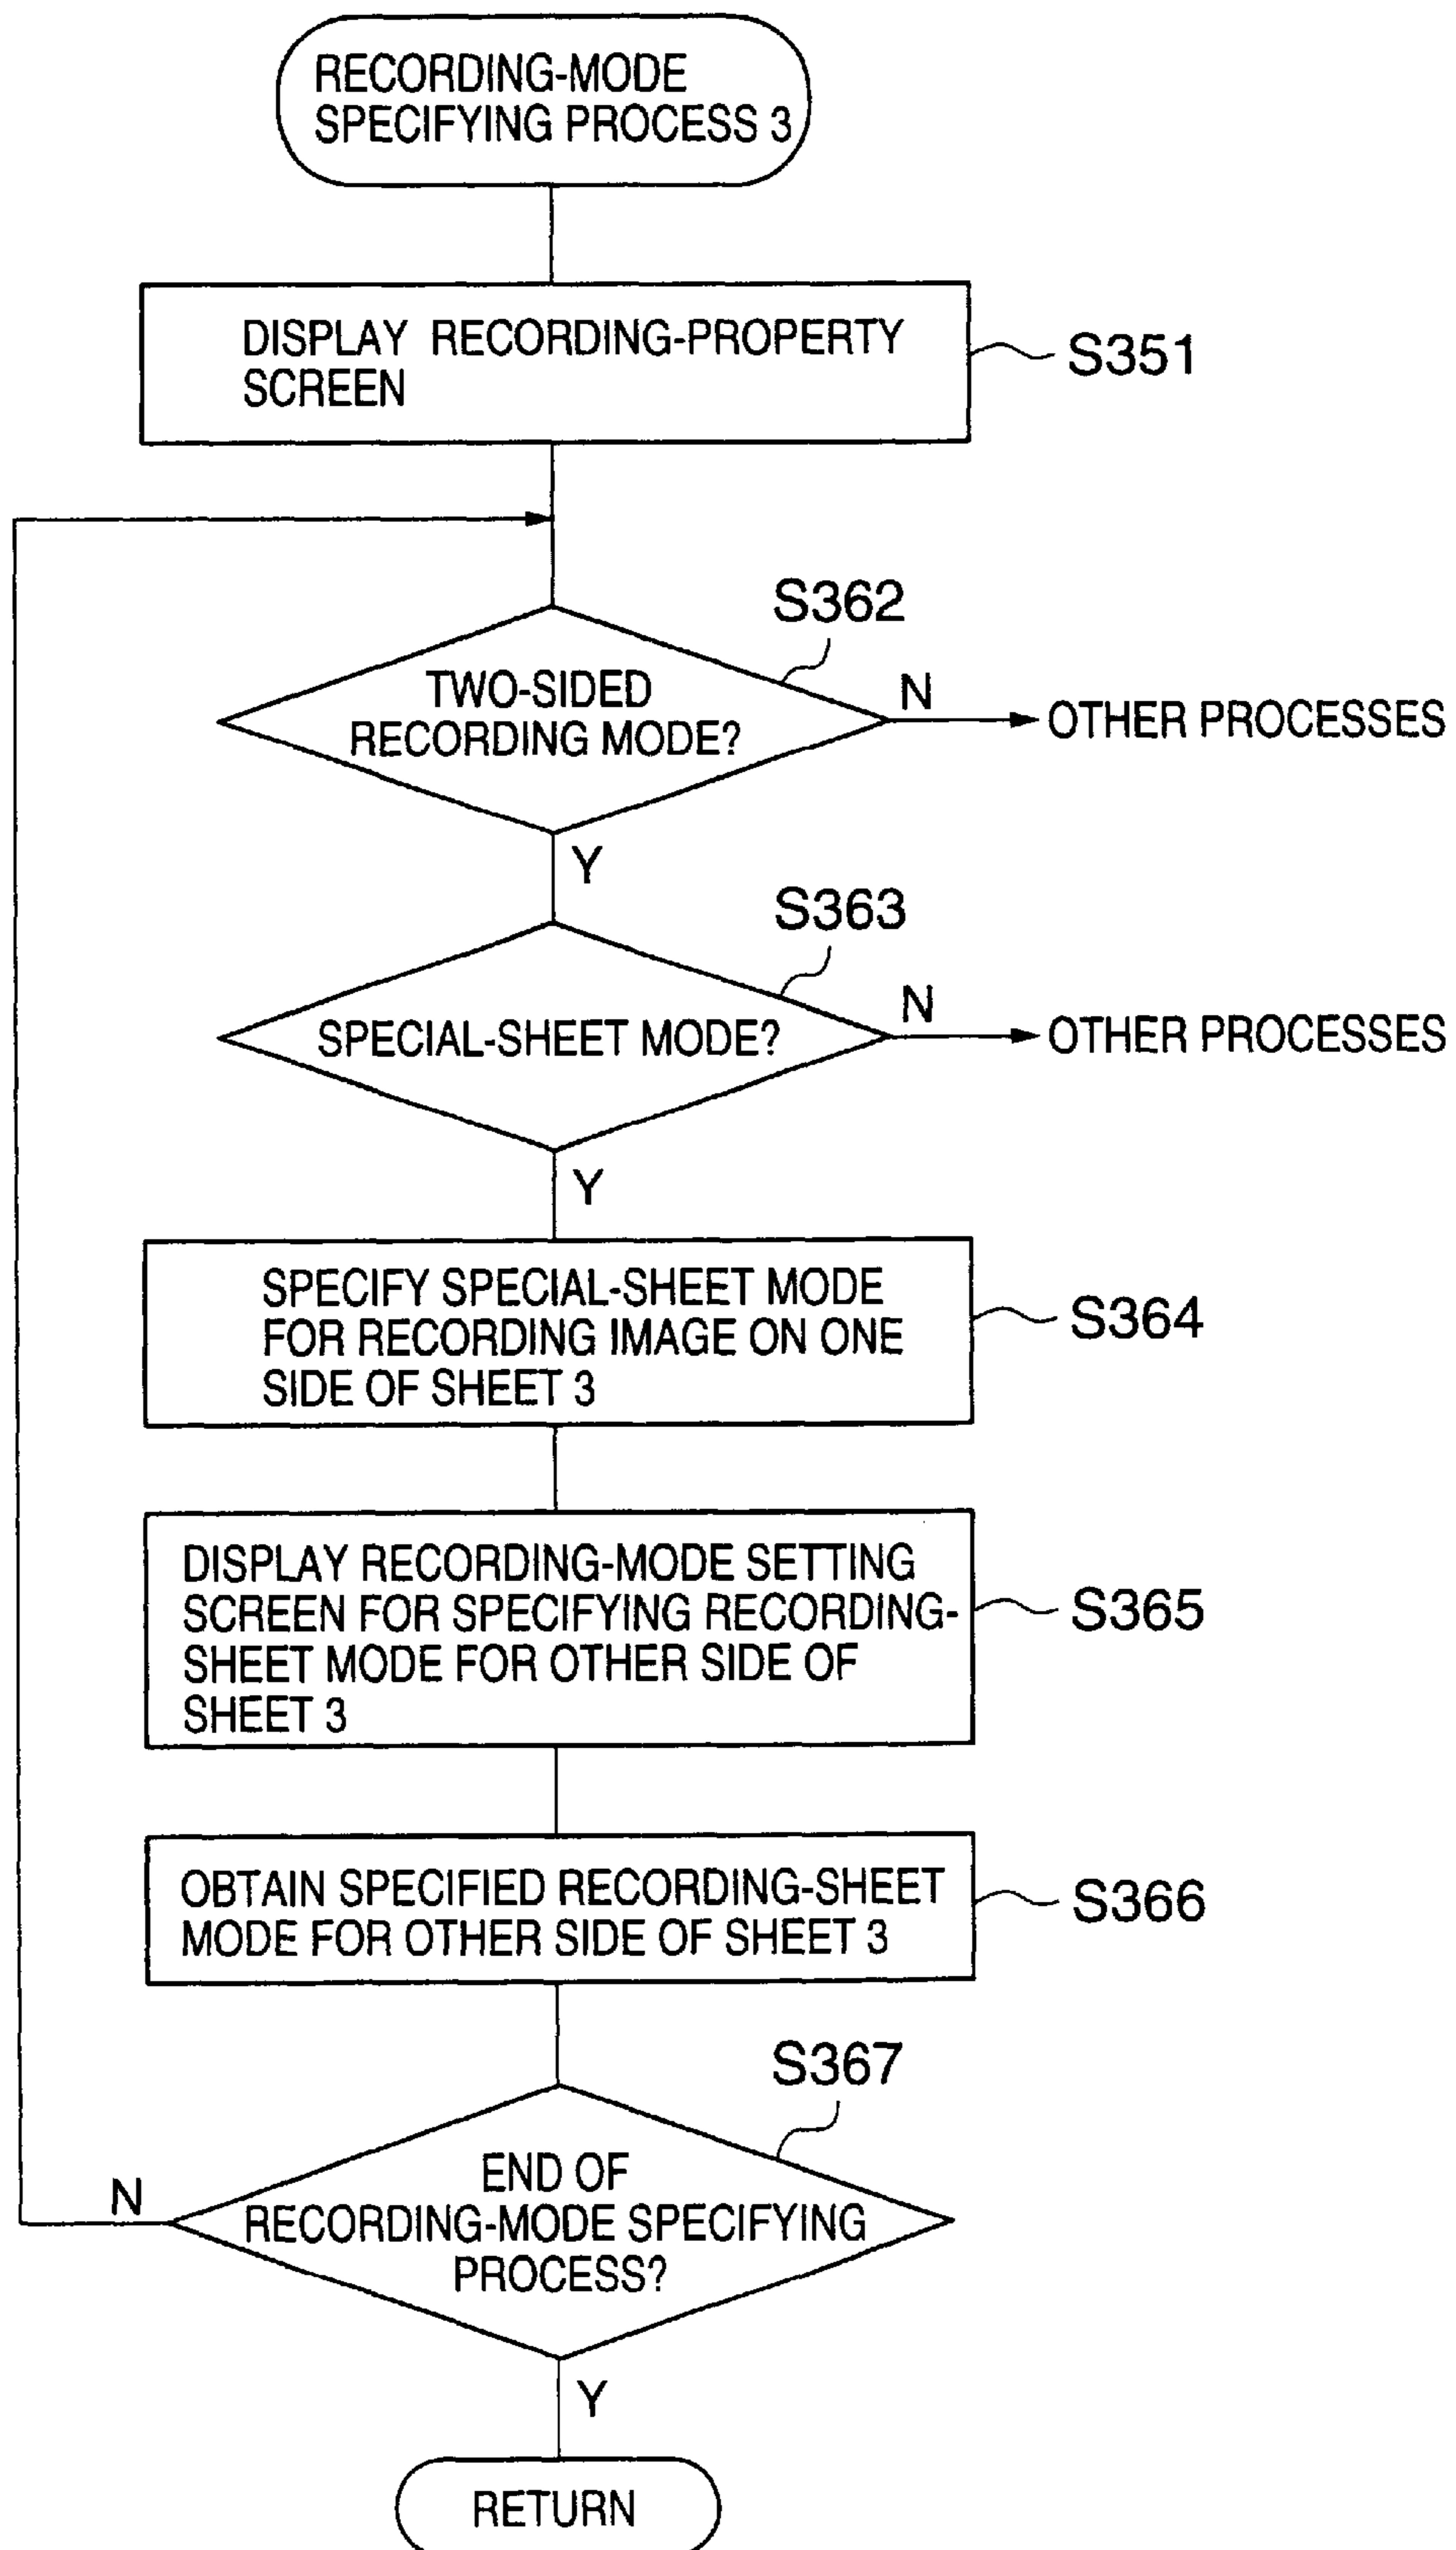 RECORDING-MODE
SPECIFYING PROCESS 3
DISPLAY RECORDING-PROPERTY
SCREEN
S351
S362
TWO-SIDED
RECORDING MODE?
N
OTHER PROCESSES
Y
S363
SPECIAL-SHEET MODE?
N
OTHER PROCESSES
Y
SPECIFY SPECIAL-SHEET MODE
FOR RECORDING IMAGE ON ONE
SIDE OF SHEET 3
S364
DISPLAY RECORDING-MODE SETTING
SCREEN FOR SPECIFYING RECORDING-
SHEET MODE FOR OTHER SIDE OF
SHEET 3
S365
OBTAIN SPECIFIED RECORDING-SHEET
MODE FOR OTHER SIDE OF SHEET 3
S366
S367
END OF
RECORDING-MODE SPECIFYING
PROCESS?
N
Y
RETURN